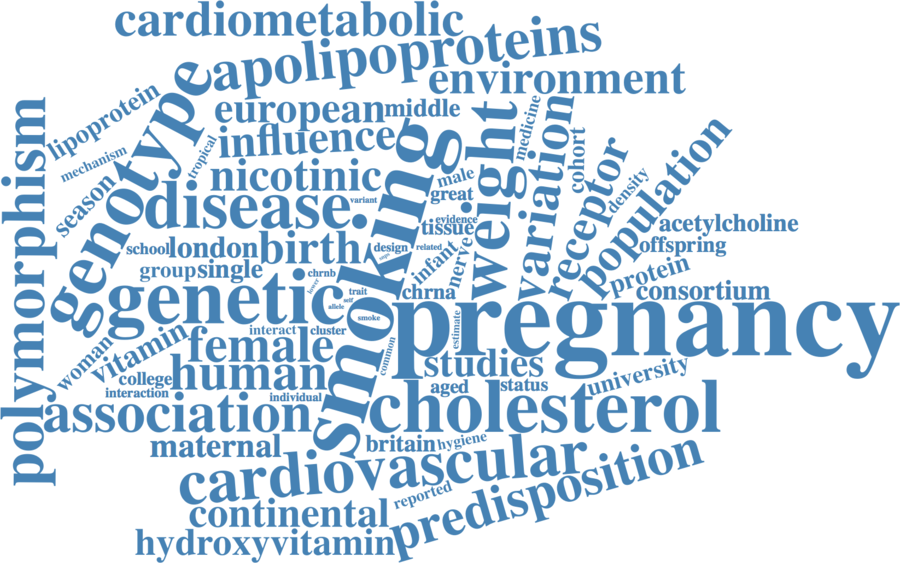 cardiometabolic
apolipoproteins
environment
lipoprotein
european
middle
genotype
influence
medicine
polymorphism
mechanism
tropical
nicotinic
smoking
weight
variation
cohort
receptor
density
population
season
disease
variant
male
great
evidence
tissue
acetylcholine
offspring
school
london
birth
design
related
infant
nerve
protein
group
single
chrnb
chrna
consortium
genetic
lower
trait
allele
smoke
pregnancy
interact
cluster
estimate
woman
vitamin
female
common
studies
college
human
aged
status
university
interaction
individual
association
cholesterol
maternal
britain
hygiene
cardiovascular
predisposition
reported
continental
hydroxyvitamin